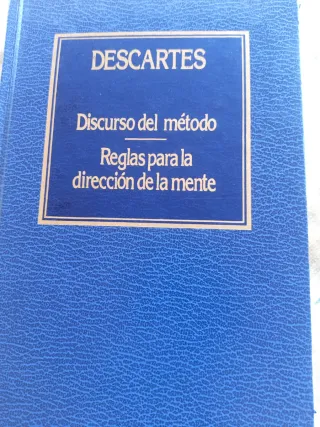 DESCARTES
Discurso del método
Reglas para la
dirección de la mente